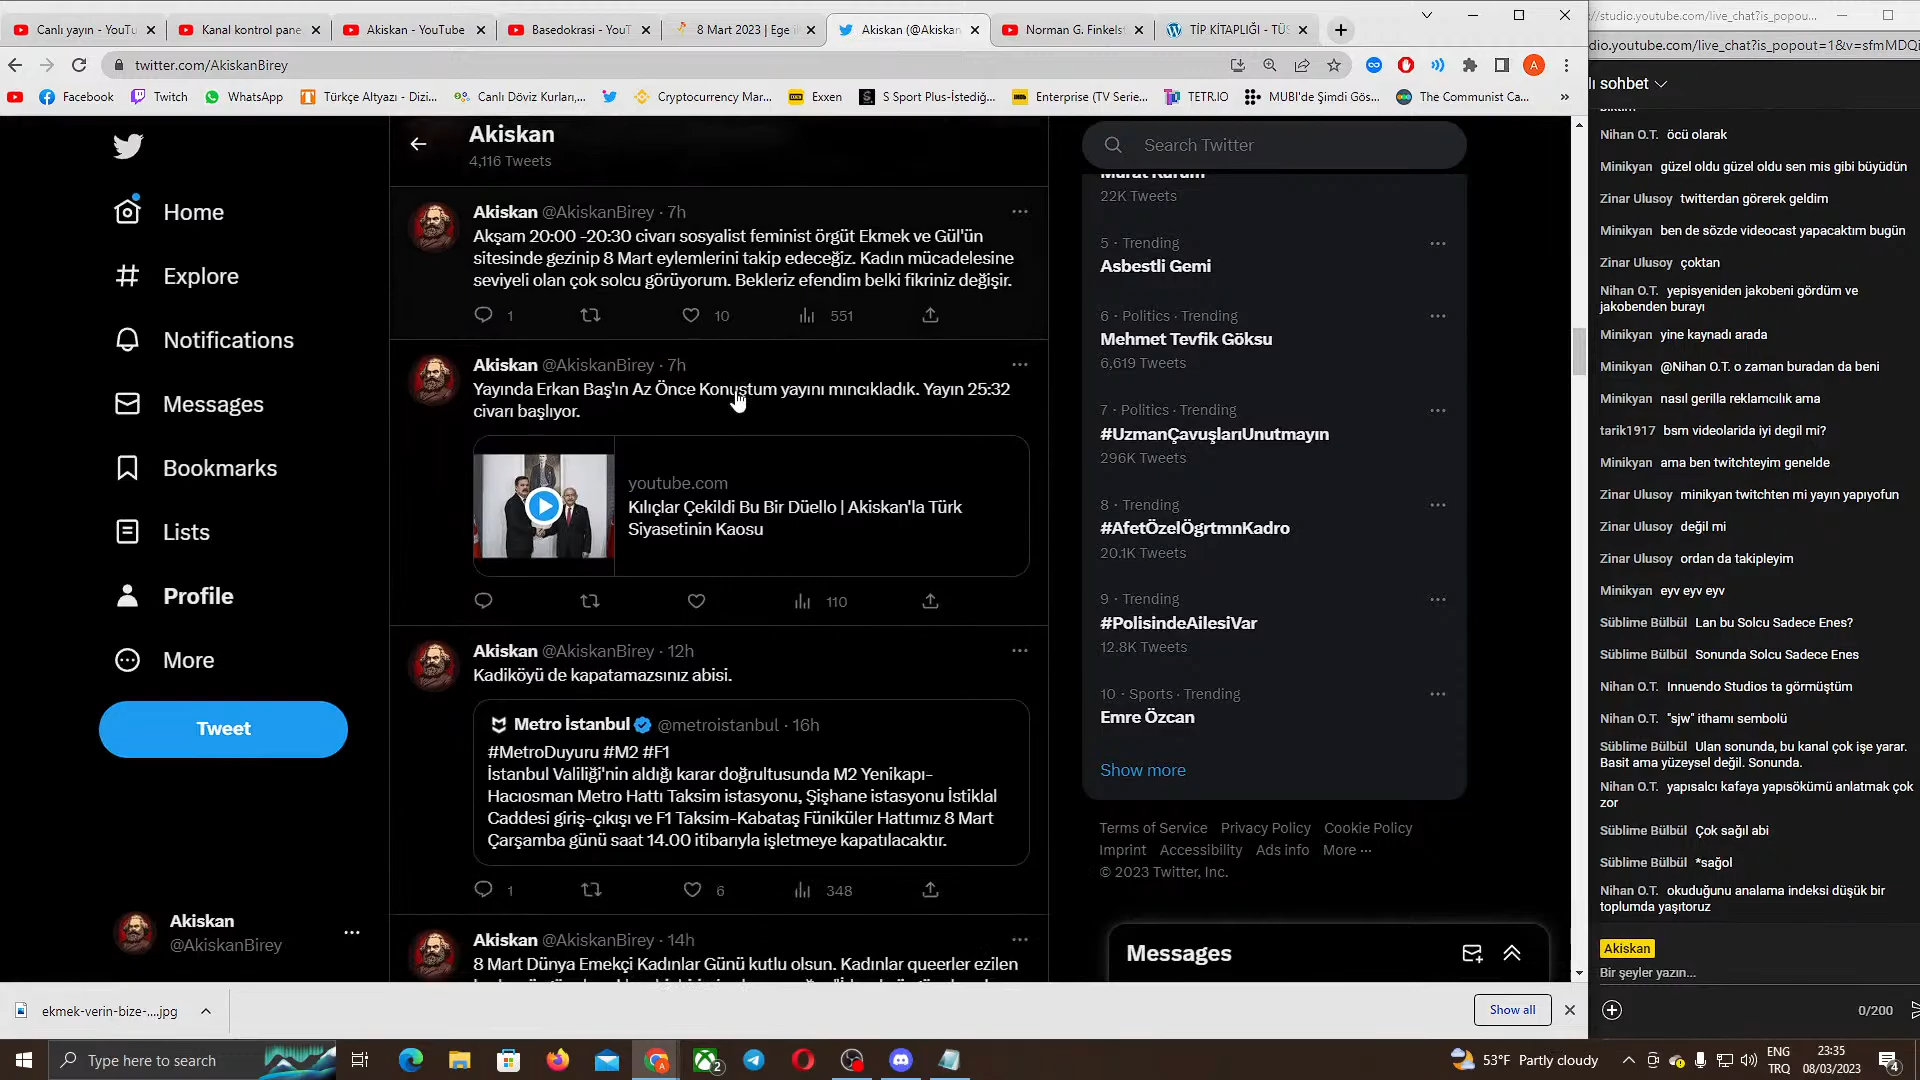 Canlı yayın - YouTu
Kanal kontrol pane
Akiskan - YouTube
Basedokrasi - YouT
8 Mart 2023 | Ege il
Akiskan (@Akiskan
Norman G. Finkelst
TİP KİTAPLIĞI - TÜS
twitter.com/AkiskanBirey
Facebook
Twitch
WhatsApp
Türkçe Altyazı - Dizi...
Canlı Döviz Kurları,...
Cryptocurrency Mar...
Exxen
S Sport Plus-İstediğ...
Enterprise (TV Serie...
TETR.IO
MUBI'de Şimdi Gös...
The Communist Ca...
»
Home
Explore
Notifications
Messages
Bookmarks
Lists
Profile
More
Tweet
Akiskan
@AkiskanBirey
Akiskan
4,116 Tweets
Akiskan @AkiskanBirey · 7h
Akşam 20:00 -20:30 civarı sosyalist feminist örgüt Ekmek ve Gül'ün
sitesinde gezinip 8 Mart eylemlerini takip edeceğiz. Kadın mücadelesine
seviyeli olan çok solcu görüyorum. Bekleriz efendim belki fikriniz değişir.
1 10 551
Akiskan @AkiskanBirey · 7h
Yayında Erkan Baş'ın Az Önce Konuştum yayını mıncıkladık. Yayın 25:32
civarı başlıyor.
youtube.com
Kılıçlar Çekildi Bu Bir Düello | Akiskan'la Türk
Siyasetinin Kaosu
110
Akiskan @AkiskanBirey · 12h
Kadiköyü de kapatamazsınız abisi.
Metro İstanbul @metroistanbul · 16h
#MetroDuyuru #M2 #F1
İstanbul Valiliği'nin aldığı karar doğrultusunda M2 Yenikapı-
Hacıosman Metro Hattı Taksim istasyonu, Şişhane istasyonu İstiklal
Caddesi giriş-çıkışı ve F1 Taksim-Kabataş Füniküler Hattımız 8 Mart
Çarşamba günü saat 14.00 itibarıyla işletmeye kapatılacaktır.
1 6 348
Akiskan @AkiskanBirey · 14h
8 Mart Dünya Emekçi Kadınlar Günü kutlu olsun. Kadınlar queerler ezilen
Search Twitter
Murat Kurum
22K Tweets
5 · Trending
Asbestli Gemi
6 · Politics · Trending
Mehmet Tevfik Göksu
6,619 Tweets
7 · Politics · Trending
#UzmanÇavuşlarıUnutmayın
296K Tweets
8 · Trending
#AfetÖzelÖgrtmnKadro
20.1K Tweets
9 · Trending
#PolisindeAilesiVar
12.8K Tweets
10 · Sports · Trending
Emre Özcan
Show more
Terms of Service Privacy Policy Cookie Policy
Imprint Accessibility Ads info More ···
© 2023 Twitter, Inc.
Messages
://studio.youtube.com/live_chat?is_popou...
dio.youtube.com/live_chat?is_popout=1&v=sfmMDQi
lı sohbet
Nihan O.T. öcü olarak
Minikyan güzel oldu güzel oldu sen mis gibi büyüdün
Zinar Ulusoy twitterdan görerek geldim
Minikyan ben de sözde videocast yapacaktım bugün
Zinar Ulusoy çoktan
Nihan O.T. yepisyeniden jakobeni gördüm ve
jakobenden burayı
Minikyan yine kaynadı arada
Minikyan @Nihan O.T. o zaman buradan da beni
Minikyan nasıl gerilla reklamcılık ama
tarik1917 bsm videolarida iyi degil mi?
Minikyan ama ben twitchteyim genelde
Zinar Ulusoy minikyan twitchten mi yayın yapıyofun
Zinar Ulusoy değil mi
Zinar Ulusoy ordan da takipleyim
Minikyan eyv eyv eyv
Süblime Bülbül Lan bu Solcu Sadece Enes?
Süblime Bülbül Sonunda Solcu Sadece Enes
Nihan O.T. Innuendo Studios ta görmüştüm
Nihan O.T. "sjw" ithamı sembolü
Süblime Bülbül Ulan sonunda, bu kanal çok işe yarar.
Basit ama yüzeysel değil. Sonunda.
Nihan O.T. yapısalcı kafaya yapısökümü anlatmak çok
zor
Süblime Bülbül Çok sağıl abi
Süblime Bülbül *sağol
Nihan O.T. okuduğunu analama indeksi düşük bir
toplumda yaşıtoruz
Akiskan
Bir şeyler yazın...
0/200
ekmek-verin-bize-....jpg
Show all
Type here to search
2
53°F Partly cloudy
ENG
TRQ
23:35
08/03/2023
4